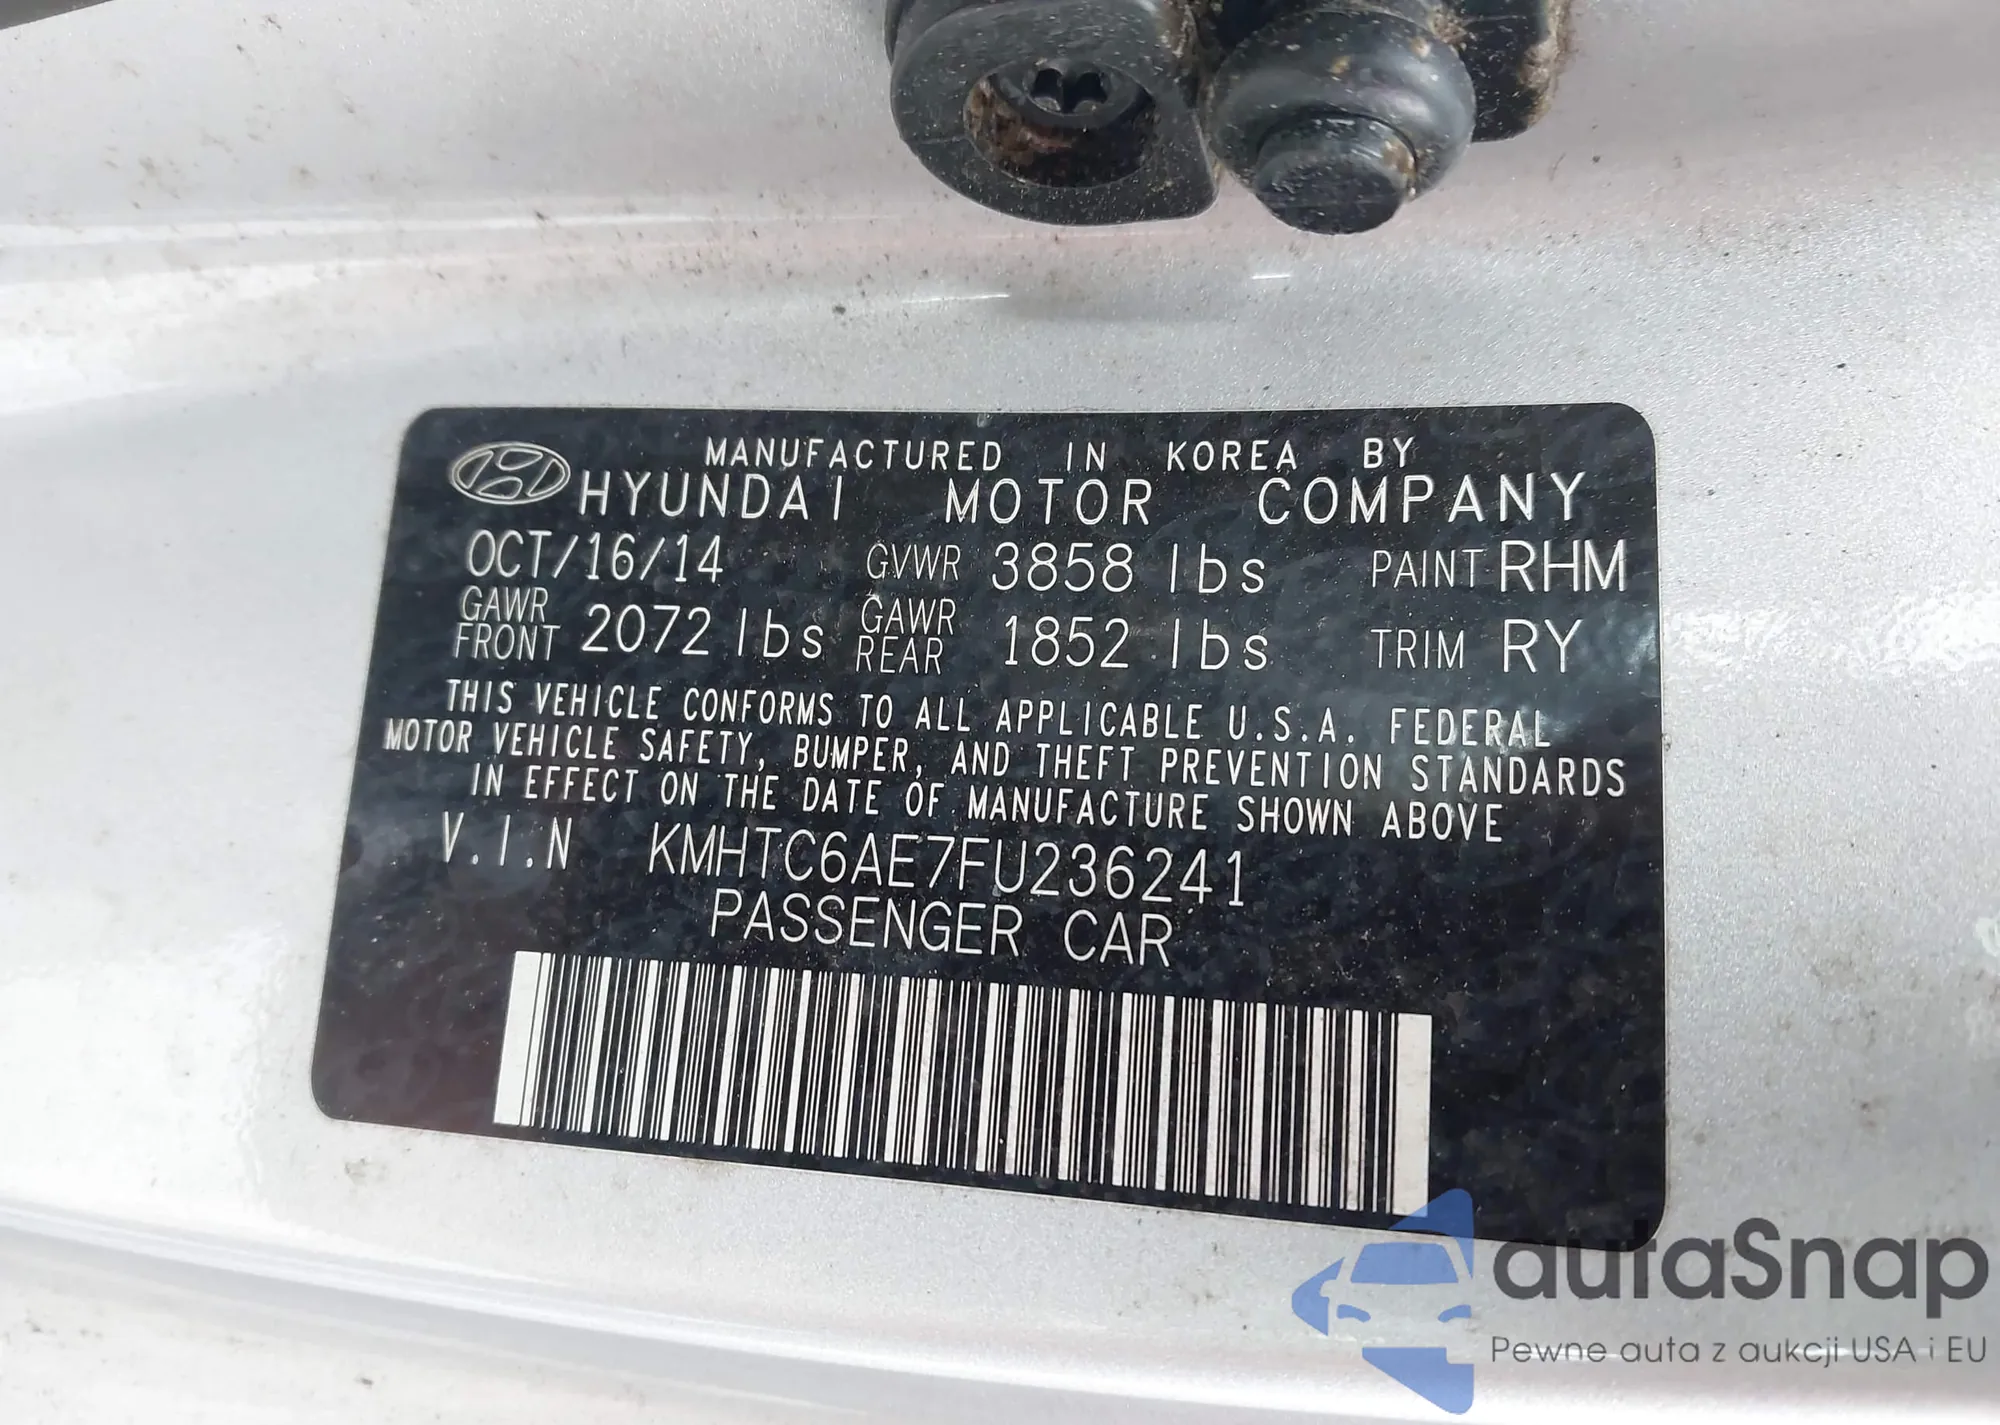 MANUFACTURED IN KOREA BY
HYUNDAI MOTOR COMPANY
OCT/16/14 GVWR 3858 lbs PAINT RHM
GAWR FRONT 2072 lbs GAWR REAR 1852 lbs TRIM RY
THIS VEHICLE CONFORMS TO ALL APPLICABLE U.S.A. FEDERAL
MOTOR VEHICLE SAFETY, BUMPER, AND THEFT PREVENTION STANDARDS
IN EFFECT ON THE DATE OF MANUFACTURE SHOWN ABOVE
V.I.N KMHTC6AE7FU236241
PASSENGER CAR
autaSnap
Pewne auta z aukcji USA i EU